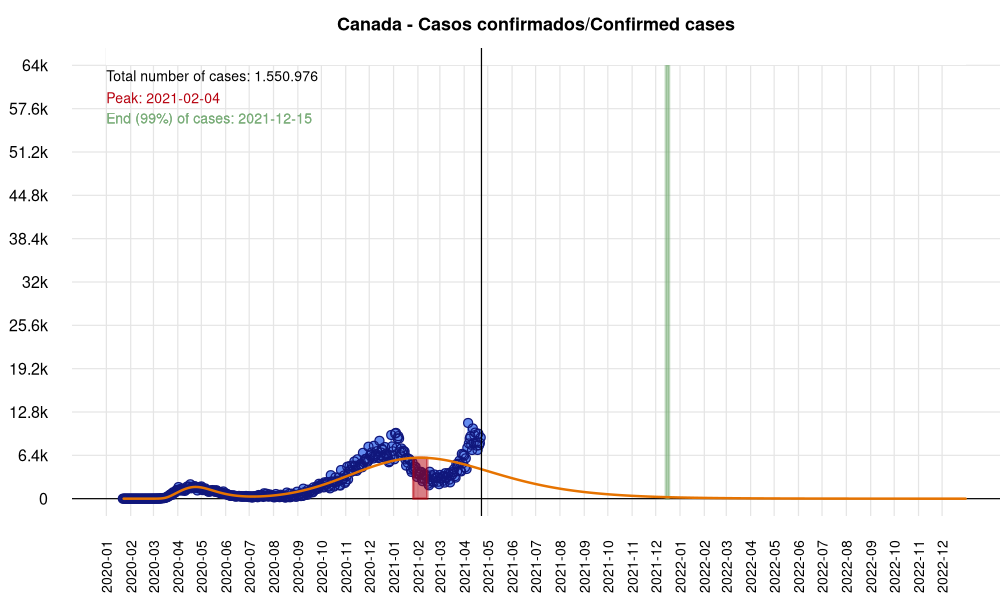 Canada - Casos confirmados/Confirmed cases
Total number of cases: 1.550.976
Peak: 2021-02-04
End (99%) of cases: 2021-12-15
64k
57.6k
51.2k
44.8k
38.4k
32k
25.6k
19.2k
12.8k
6.4k
0
2020-01
2020-02
2020-03
2020-04
2020-05
2020-06
2020-07
2020-08
2020-09
2020-10
2020-11
2020-12
2021-01
2021-02
2021-03
2021-04
2021-05
2021-06
2021-07
2021-08
2021-09
2021-10
2021-11
2021-12
2022-01
2022-02
2022-03
2022-04
2022-05
2022-06
2022-07
2022-08
2022-09
2022-10
2022-11
2022-12